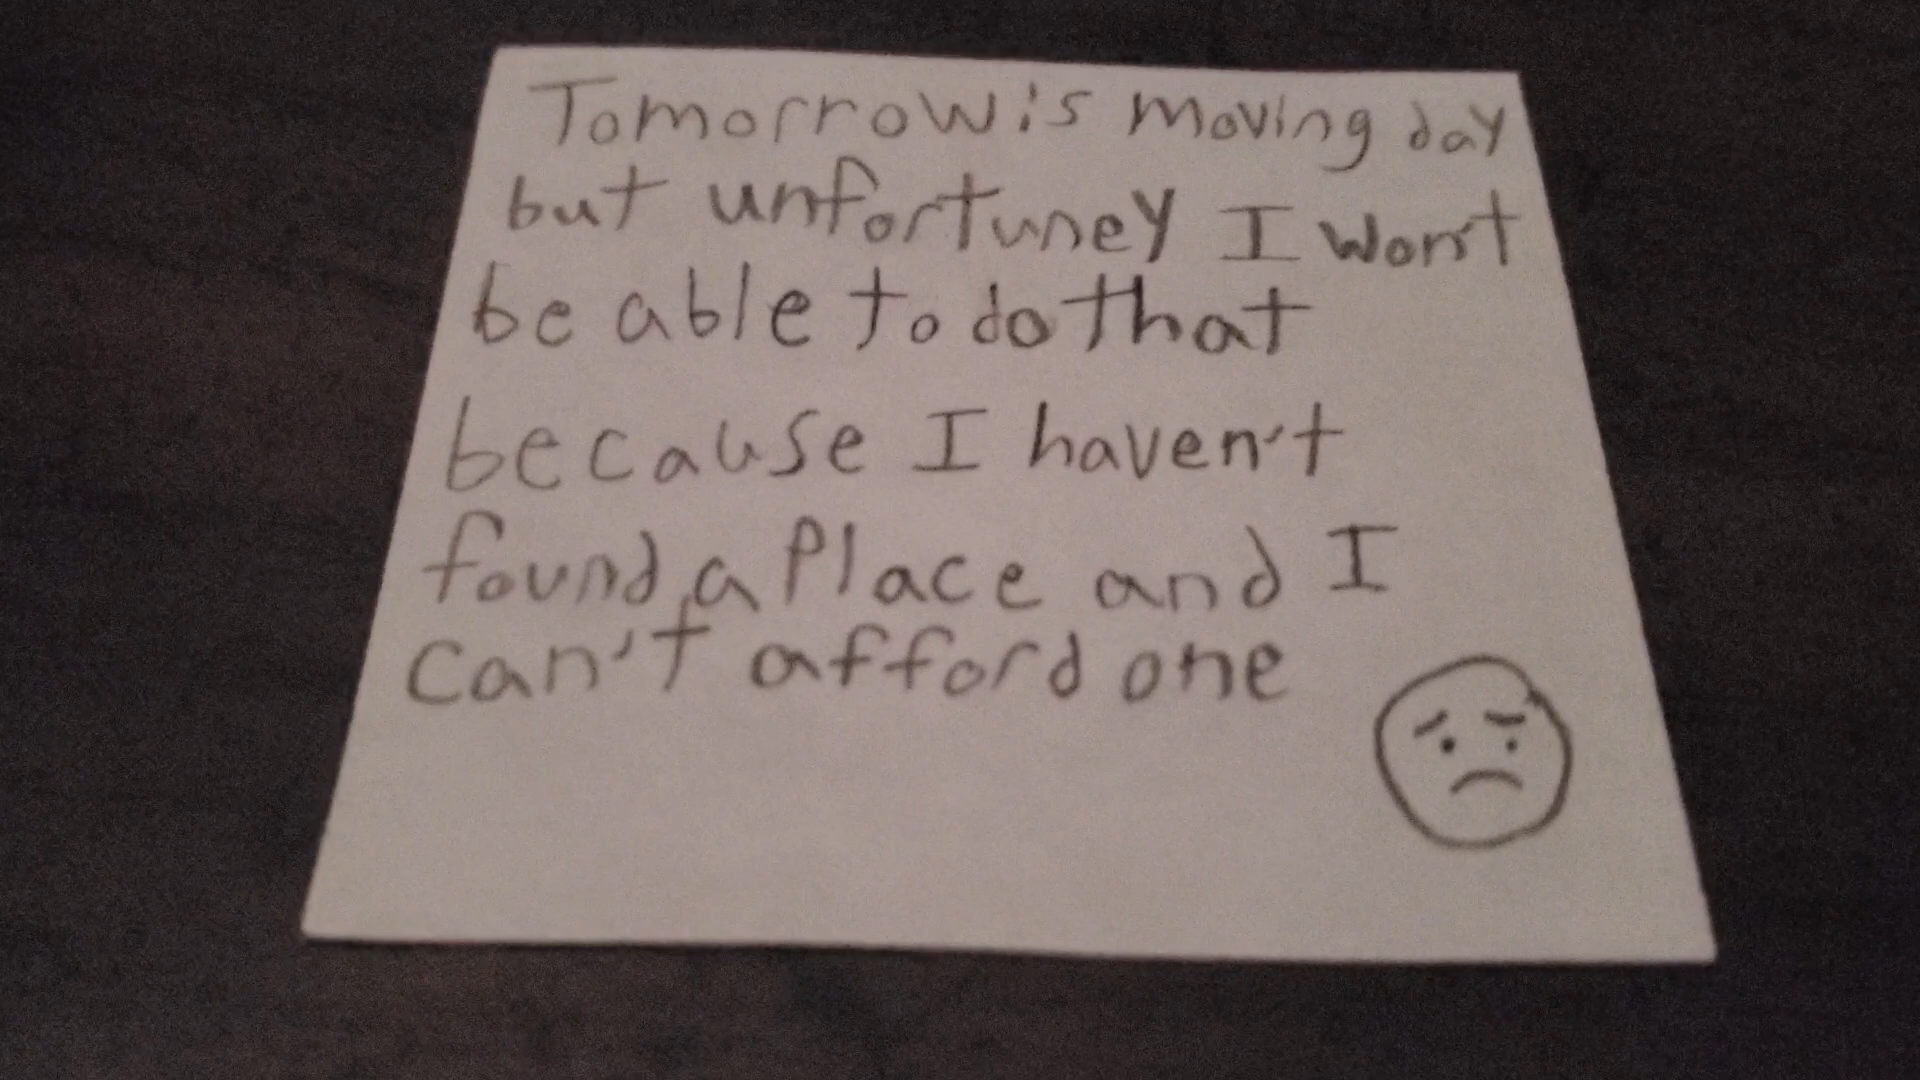 Tomorrow is moving day
but unfortuney I won't
be able to do that
because I haven't
found a Place and I
can't afford one